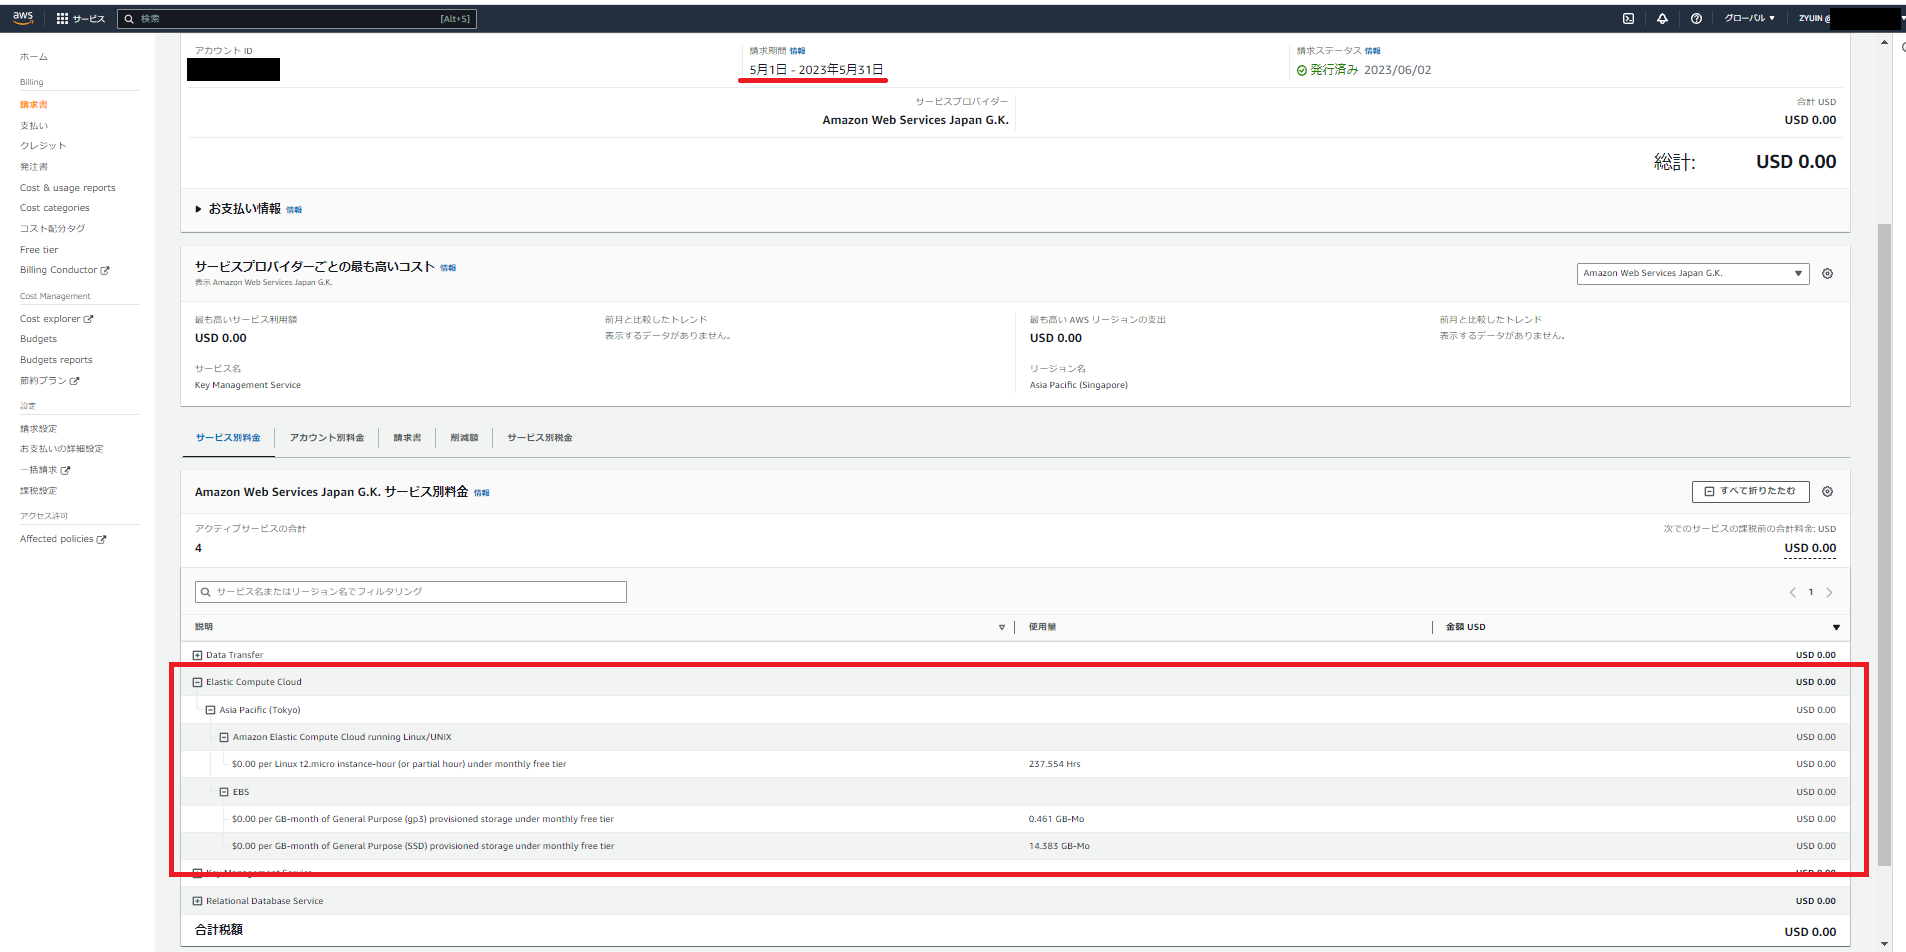 aws サービス 検索 [Alt+S] グローバル ▼ ZYUIN @
ホーム
Billing
請求書
支払い
クレジット
発注書
Cost & usage reports
Cost categories
コスト配分タグ
Free tier
Billing Conductor
Cost Management
Cost explorer
Budgets
Budgets reports
節約プラン
設定
請求設定
お支払いの詳細設定
一括請求
課税設定
アクセス許可
Affected policies
アカウント ID
請求期間 情報
5月1日 - 2023年5月31日
請求ステータス 情報
発行済み 2023/06/02
サービスプロバイダー
Amazon Web Services Japan G.K.
合計 USD
USD 0.00
総計: USD 0.00
お支払い情報 情報
サービスプロバイダーごとの最も高いコスト 情報
表示 Amazon Web Services Japan G.K.
Amazon Web Services Japan G.K.
最も高いサービス利用額
USD 0.00
前月と比較したトレンド
表示するデータがありません。
サービス名
Key Management Service
最も高い AWS リージョンの支出
USD 0.00
前月と比較したトレンド
表示するデータがありません。
リージョン名
Asia Pacific (Singapore)
サービス別料金 アカウント別料金 請求書 削減額 サービス別税金
Amazon Web Services Japan G.K. サービス別料金 情報
すべて折りたたむ
アクティブサービスの合計
4
次でのサービスの課税前の合計料金: USD
USD 0.00
サービス名またはリージョン名でフィルタリング
1
説明 使用量 金額 USD
Data Transfer USD 0.00
Elastic Compute Cloud USD 0.00
Asia Pacific (Tokyo) USD 0.00
Amazon Elastic Compute Cloud running Linux/UNIX USD 0.00
$0.00 per Linux t2.micro instance-hour (or partial hour) under monthly free tier 237.554 Hrs USD 0.00
EBS USD 0.00
$0.00 per GB-month of General Purpose (gp3) provisioned storage under monthly free tier 0.461 GB-Mo USD 0.00
$0.00 per GB-month of General Purpose (SSD) provisioned storage under monthly free tier 14.383 GB-Mo USD 0.00
Key Management Service USD 0.00
Relational Database Service USD 0.00
合計税額 USD 0.00